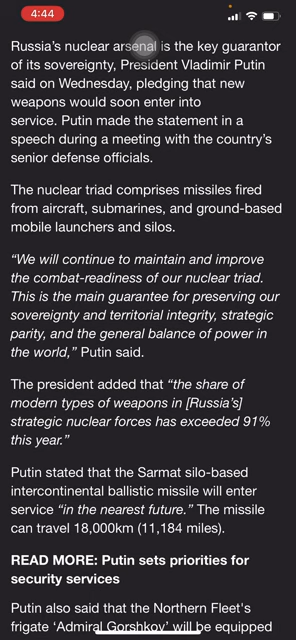 4:44
Russia's nuclear arsenal is the key guarantor
of its sovereignty, President Vladimir Putin
said on Wednesday, pledging that new
weapons would soon enter into
service. Putin made the statement in a
speech during a meeting with the country's
senior defense officials.
The nuclear triad comprises missiles fired
from aircraft, submarines, and ground-based
mobile launchers and silos.
“We will continue to maintain and improve
the combat-readiness of our nuclear triad.
This is the main guarantee for preserving our
sovereignty and territorial integrity, strategic
parity, and the general balance of power in
the world,” Putin said.
The president added that “the share of
modern types of weapons in [Russia’s]
strategic nuclear forces has exceeded 91%
this year.”
Putin stated that the Sarmat silo-based
intercontinental ballistic missile will enter
service “in the nearest future.” The missile
can travel 18,000km (11,184 miles).
READ MORE: Putin sets priorities for
security services
Putin also said that the Northern Fleet's
frigate ‘Admiral Gorshkov’ will be equipped